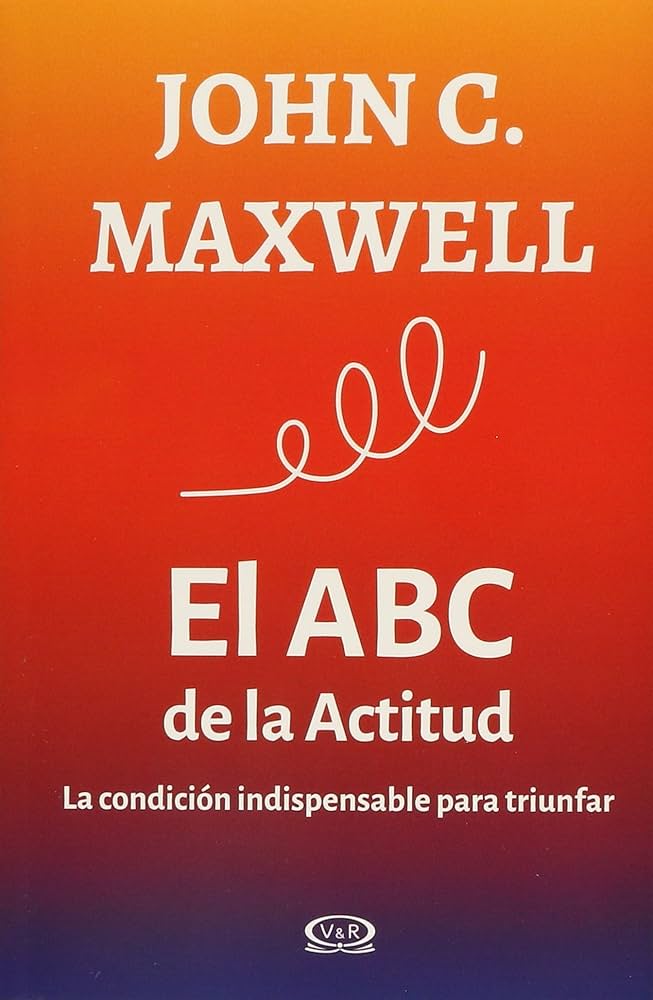 JOHN C.
MAXWELL
El ABC
de la Actitud
La condición indispensable para triunfar
V&R